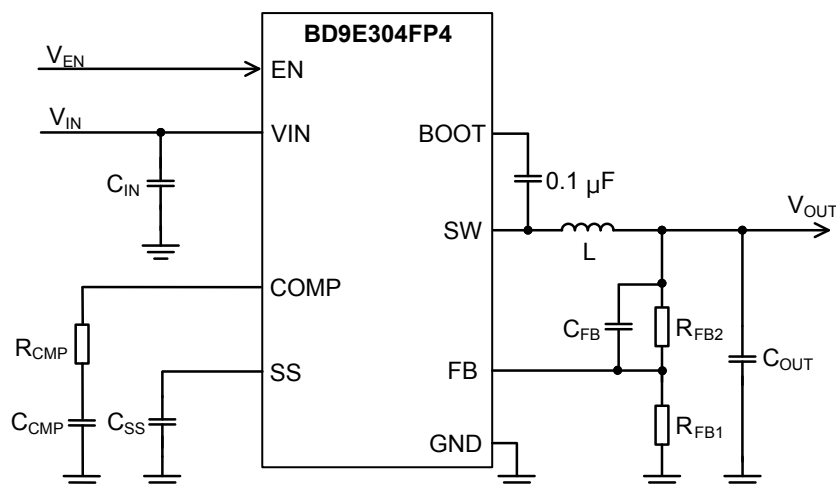 BD9E304FP4
VEN
EN
VIN
VIN
BOOT
CIN
0.1 µF
VOUT
SW
L
COMP
RCMP
CFB
RFB2
COUT
SS
FB
CCMP
CSS
RFB1
GND